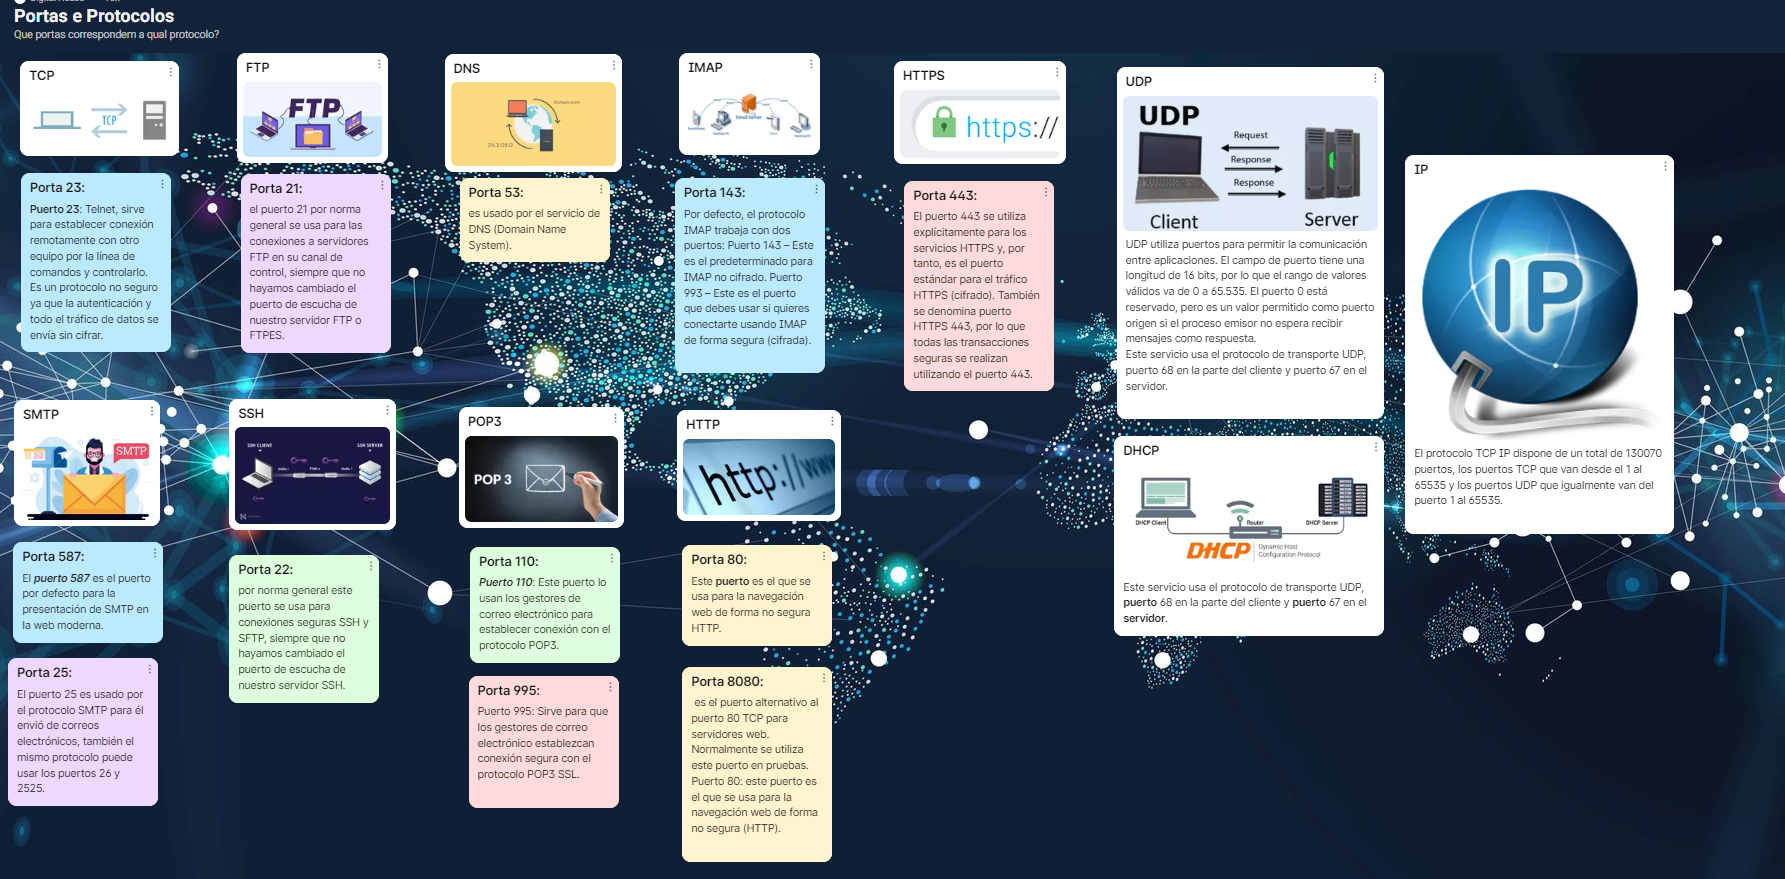 Portas e Protocolos
Que portas correspondem a qual protocolo?
TCP
TCP
Porta 23:
Puerto 23: Telnet, sirve
para establecer conexión
remotamente con otro
equipo por la línea de
comandos y controlarlo.
Es un protocolo no seguro
ya que la autenticación y
todo el tráfico de datos se
envía sin cifrar.
FTP
FTP
Porta 21:
el puerto 21 por norma
general se usa para las
conexiones a servidores
FTP en su canal de
control, siempre que no
hayamos cambiado el
puerto de escucha de
nuestro servidor FTP o
FTPES.
DNS
domain.com
Porta 53:
es usado por el servicio de
DNS (Domain Name
System).
IMAP
Email Server
Porta 143:
Por defecto, el protocolo
IMAP trabaja con dos
puertos: Puerto 143 – Este
es el predeterminado para
IMAP no cifrado. Puerto
993 – Este es el puerto
que debes usar si quieres
conectarte usando IMAP
de forma segura (cifrada).
HTTPS
https://
Porta 443:
El puerto 443 se utiliza
explícitamente para los
servicios HTTPS y, por
tanto, es el puerto
estándar para el tráfico
HTTPS (cifrado). También
se denomina puerto
HTTPS 443, por lo que
todas las transacciones
seguras se realizan
utilizando el puerto 443.
UDP
UDP
Request
Response
Response
Client
Server
UDP utiliza puertos para permitir la comunicación
entre aplicaciones. El campo de puerto tiene una
longitud de 16 bits, por lo que el rango de valores
válidos va de 0 a 65.535. El puerto 0 está
reservado, pero es un valor permitido como puerto
origen si el proceso emisor no espera recibir
mensajes como respuesta.
Este servicio usa el protocolo de transporte UDP,
puerto 68 en la parte del cliente y puerto 67 en el
servidor.
IP
IP
El protocolo TCP IP dispone de un total de 130070
puertos, los puertos TCP que van desde el 1 al
65535 y los puertos UDP que igualmente van del
puerto 1 al 65535.
SMTP
SMTP
Porta 587:
El puerto 587 es el puerto
por defecto para la
presentación de SMTP en
la web moderna.
Porta 25:
El puerto 25 es usado por
el protocolo SMTP para él
envió de correos
electrónicos, también el
mismo protocolo puede
usar los puertos 26 y
2525.
SSH
SSH CLIENT
SSH SERVER
Porta 22:
por norma general este
puerto se usa para
conexiones seguras SSH y
SFTP, siempre que no
hayamos cambiado el
puerto de escucha de
nuestro servidor SSH.
POP3
POP 3
Porta 110:
Puerto 110: Este puerto lo
usan los gestores de
correo electrónico para
establecer conexión con el
protocolo POP3.
Porta 995:
Puerto 995: Sirve para que
los gestores de correo
electrónico establezcan
conexión segura con el
protocolo POP3 SSL.
HTTP
http://www
Porta 80:
Este puerto es el que se
usa para la navegación
web de forma no segura
HTTP.
Porta 8080:
es el puerto alternativo al
puerto 80 TCP para
servidores web.
Normalmente se utiliza
este puerto en pruebas.
Puerto 80: este puerto es
el que se usa para la
navegación web de forma
no segura (HTTP).
DHCP
DHCP Client
Router
DHCP Server
DHCP
Dynamic Host
Configuration Protocol
Este servicio usa el protocolo de transporte UDP,
puerto 68 en la parte del cliente y puerto 67 en el
servidor.